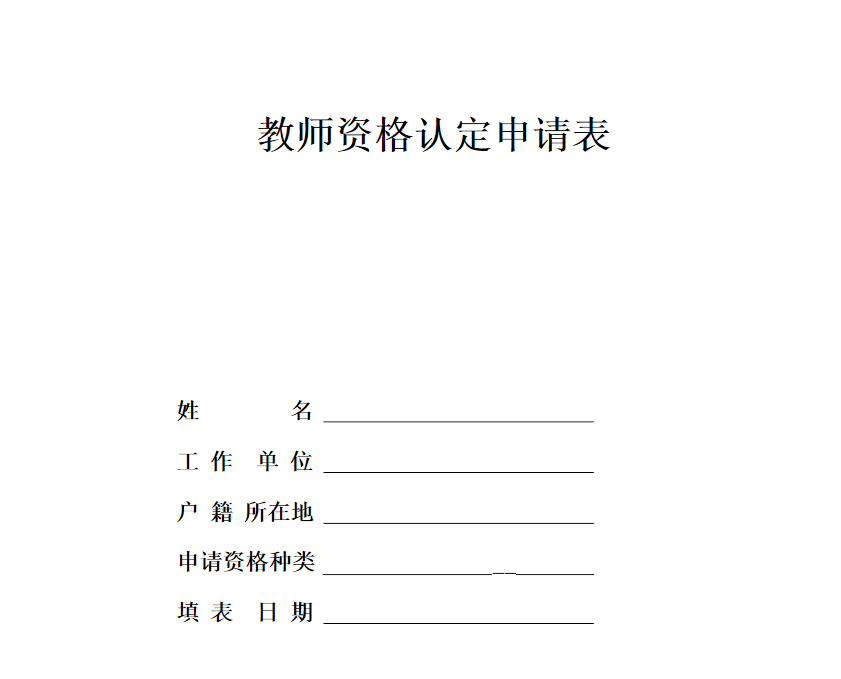 教师资格认定申请表
姓 名
工 作 单 位
户 籍 所在地
申请资格种类
填 表 日 期